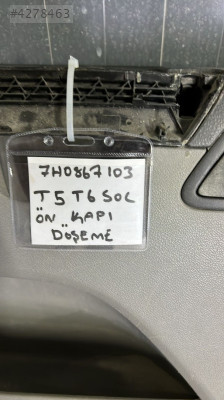 #4278463
7H0867103
T5 T6 SOL
ÖN KAPI
DÖŞEME